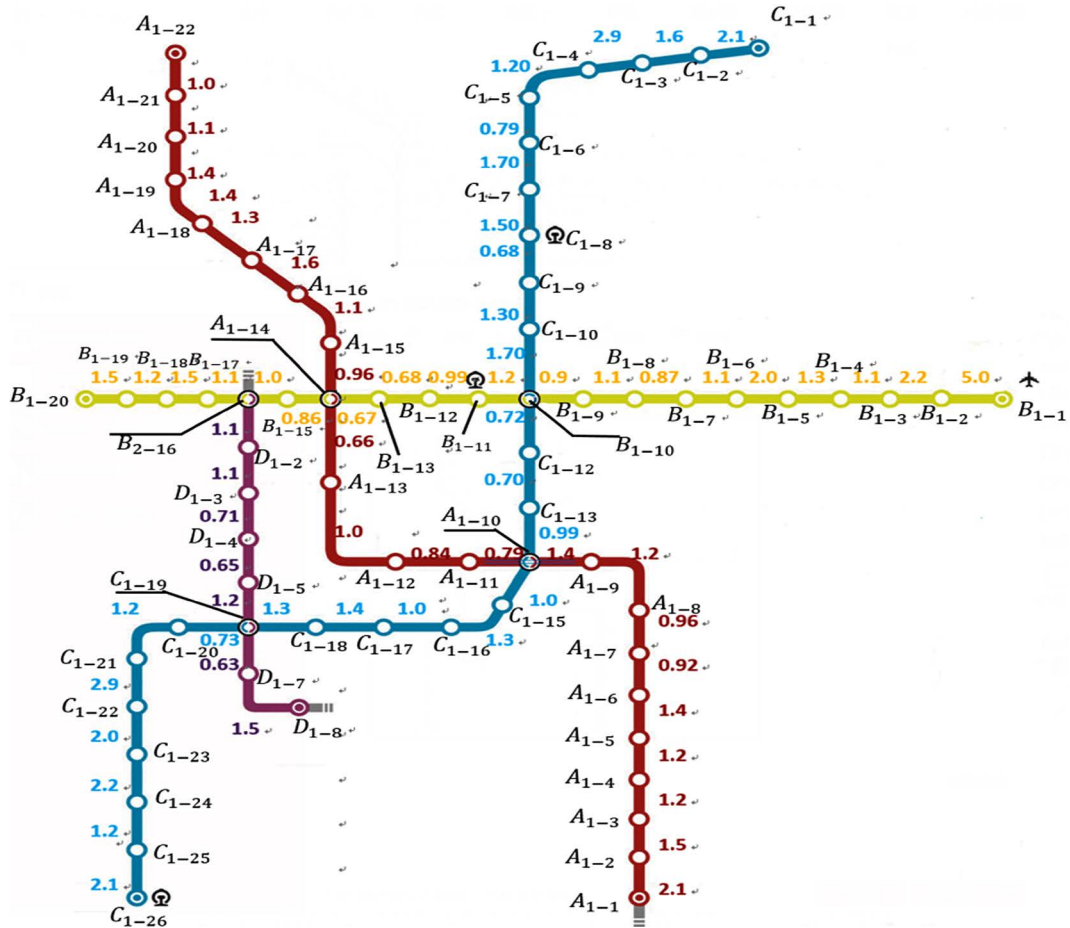 A1−22
C1−1
2.9 1.6 2.1
C1−4
1.20
C1−3 C1−2
1.0
A1−21
C1−5
1.1
0.79
A1−20
C1−6
1.70
1.4
A1−19
C1−7
1.4
1.3
A1−18
1.50
C1−8
A1−17
0.68
1.6
A1−16
C1−9
1.1
1.30
A1−14
C1−10
A1−15
1.70
B1−19 B1−18 B1−17
B1−8 B1−6 B1−4
1.5 1.2 1.5 1.1 1.0 0.96 0.68 0.99 1.2 0.9 1.1 0.87 1.1 2.0 1.3 1.1 2.2 5.0
B1−20
B1−12 B1−9 B1−7 B1−5 B1−3 B1−2 B1−1
0.86 0.67 0.72
1.1 B1−15
B2−16
0.66
B1−11
B1−10
D1−2
B1−13
C1−12
1.1
0.70
D1−3
A1−13
0.71
C1−13
A1−10
D1−4
1.0
0.99
0.84 0.79 1.4 1.2
0.65
A1−12 A1−11 A1−9
C1−19
D1−5
1.2
1.2 1.3 1.4 1.0 1.0
C1−15
A1−8
0.96
C1−20
0.73
C1−18 C1−17 C1−16
1.3
C1−21
0.63
A1−7
D1−7
0.92
2.9
A1−6
C1−22
1.4
1.5
D1−8
2.0
A1−5
C1−23
1.2
2.2
A1−4
C1−24
1.2
A1−3
1.2
C1−25
1.5
A1−2
2.1
2.1
A1−1
C1−26